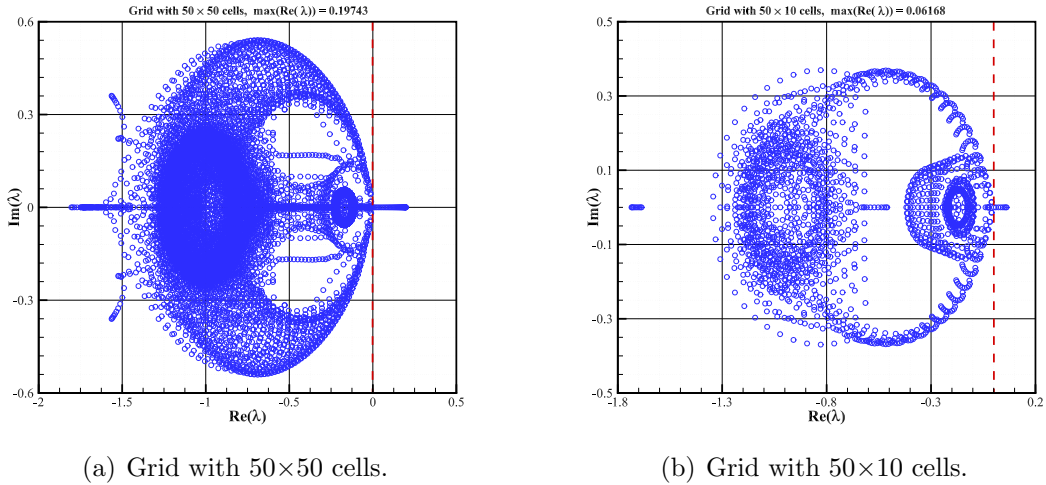 Grid with 50 × 50 cells, max(Re( λ)) = 0.19743
(a)
Im(λ)
0.6
0.3
0
-0.3
-0.6
-2 -1.5 -1 -0.5 0 0.5
Re(λ)
(a) Grid with 50×50 cells.
Grid with 50 × 10 cells, max(Re( λ)) = 0.06168
(b)
Im(λ)
0.5
0.3
0.1
-0.1
-0.3
-0.5
-1.8 -1.3 -0.8 -0.3 0.2
Re(λ)
(b) Grid with 50×10 cells.